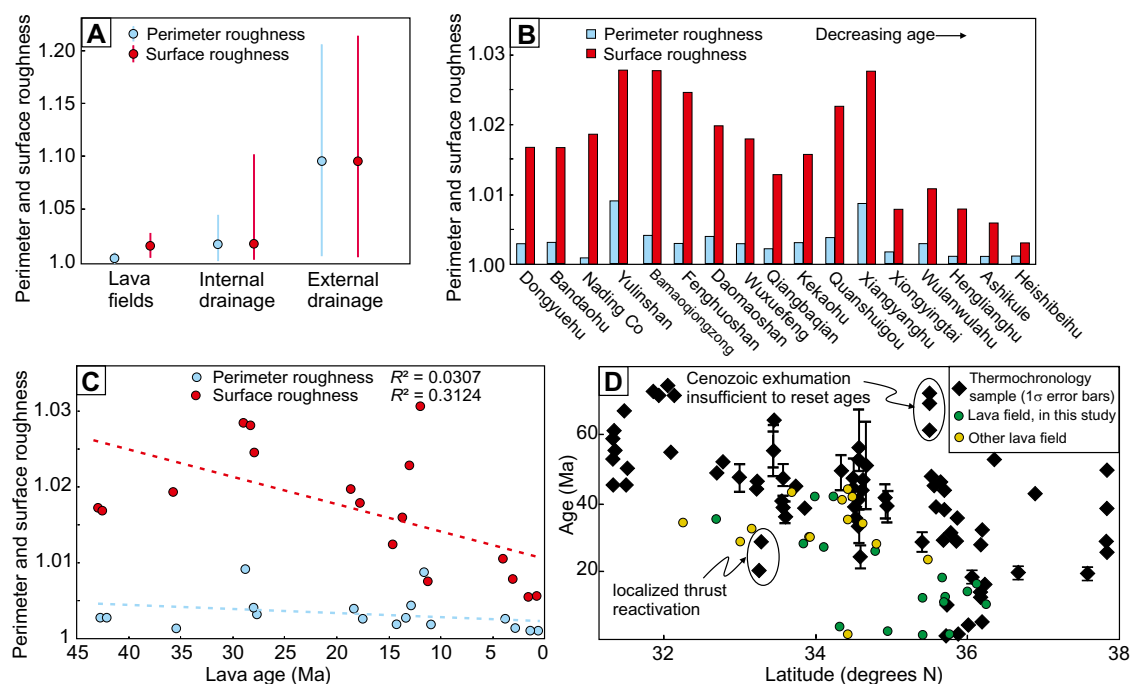 A
Perimeter roughness
Surface roughness
Perimeter and surface roughness
1.20
1.10
1.05
1.0
Lava fields
Internal drainage
External drainage
B
Perimeter roughness
Surface roughness
Decreasing age
Perimeter and surface roughness
1.03
1.02
1.01
1.00
Dongyuehu
Bandaohu
Nading Co
Yulinshan
Bamaoqiongzong
Fenghuoshan
Daomaoshan
Wuxuefeng
Qiangbaqian
Kekaohu
Quanshuigou
Xiangyanghu
Xiongyingtai
Wulanwulahu
Henglianghu
Ashikule
Heishibeihu
C
Perimeter roughness R² = 0.0307
Surface roughness R² = 0.3124
Perimeter and surface roughness
1.03
1.02
1.01
1
45 40 35 30 25 20 15 10 5 0
Lava age (Ma)
D
Cenozoic exhumation
insufficient to reset ages
Thermochronology
sample (1σ error bars)
Lava field, in this study
Other lava field
localized thrust
reactivation
Age (Ma)
60
40
20
32 34 36 38
Latitude (degrees N)